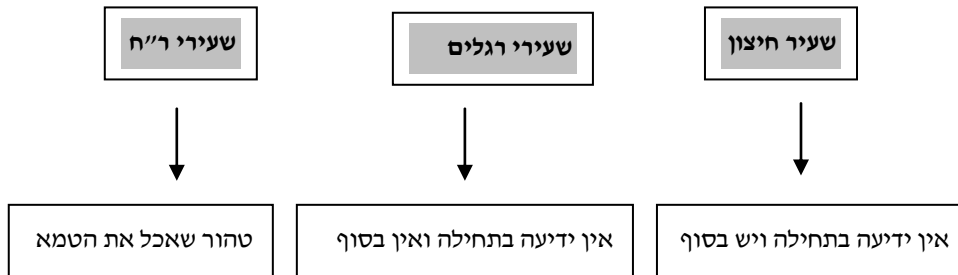 שעיר חיצון
שעירי רגלים
שעירי ר״ח
אין ידיעה בתחילה ויש בסוף
אין ידיעה בתחילה ואין בסוף
טהור שאכל את הטמא